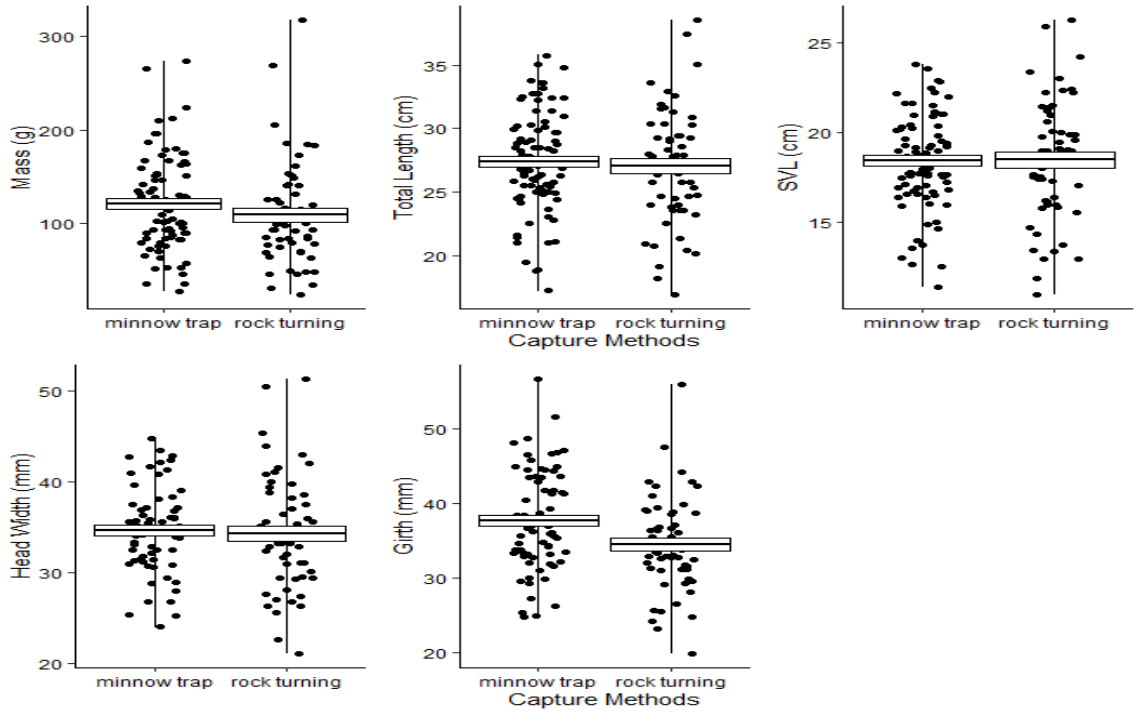 Mass (g)
300
200
100
minnow trap rock turning
Total Length (cm)
35
30
25
20
minnow trap rock turning
Capture Methods
SVL (cm)
25
20
15
minnow trap rock turning
Head Width (mm)
50
40
30
20
minnow trap rock turning
Girth (mm)
50
40
30
20
minnow trap rock turning
Capture Methods